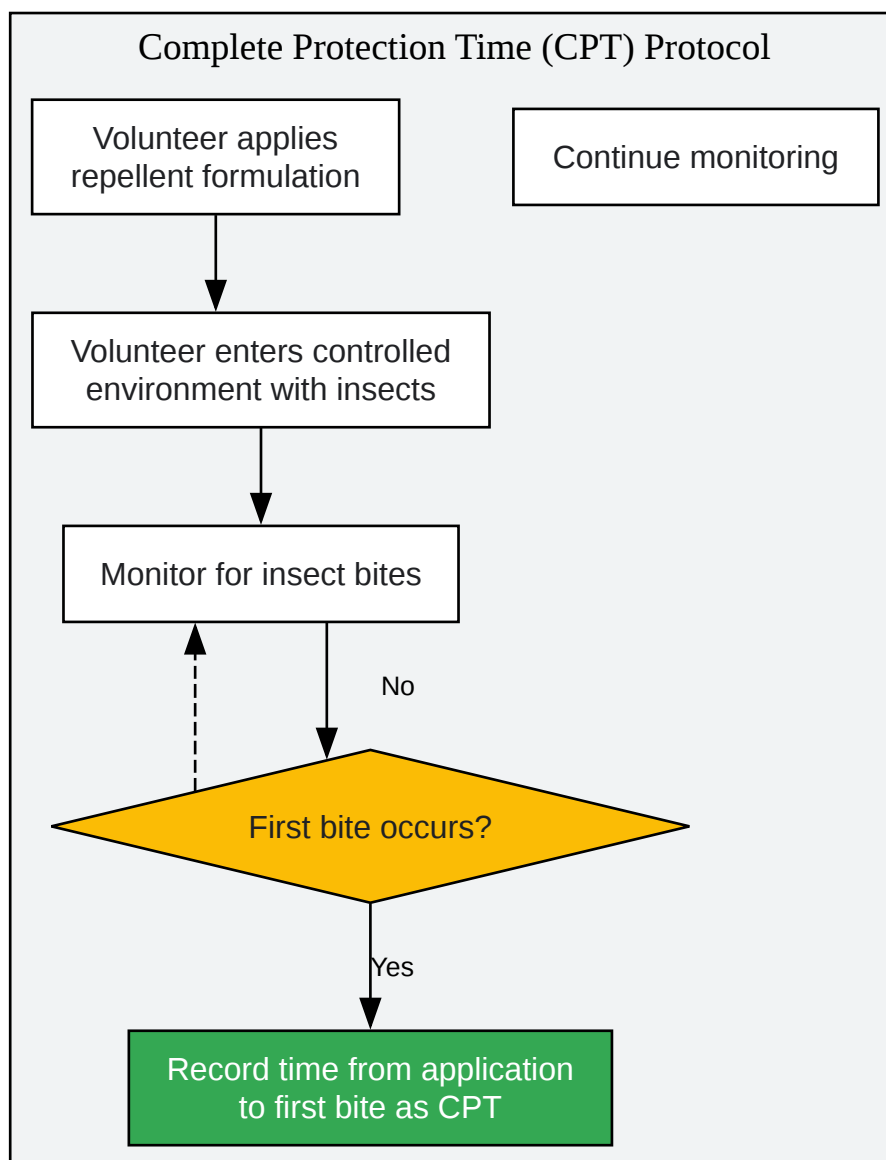 Complete Protection Time (CPT) Protocol
Volunteer applies
repellent formulation
Continue monitoring
Volunteer enters controlled
environment with insects
Monitor for insect bites
No
First bite occurs?
Yes
Record time from application
to first bite as CPT